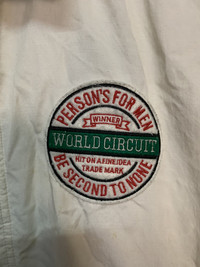 PERSON'S FOR MEN
WINNER
WORLD CIRCUIT
HIT ON A FINE IDEA
TRADE MARK
BE SECOND TO NONE